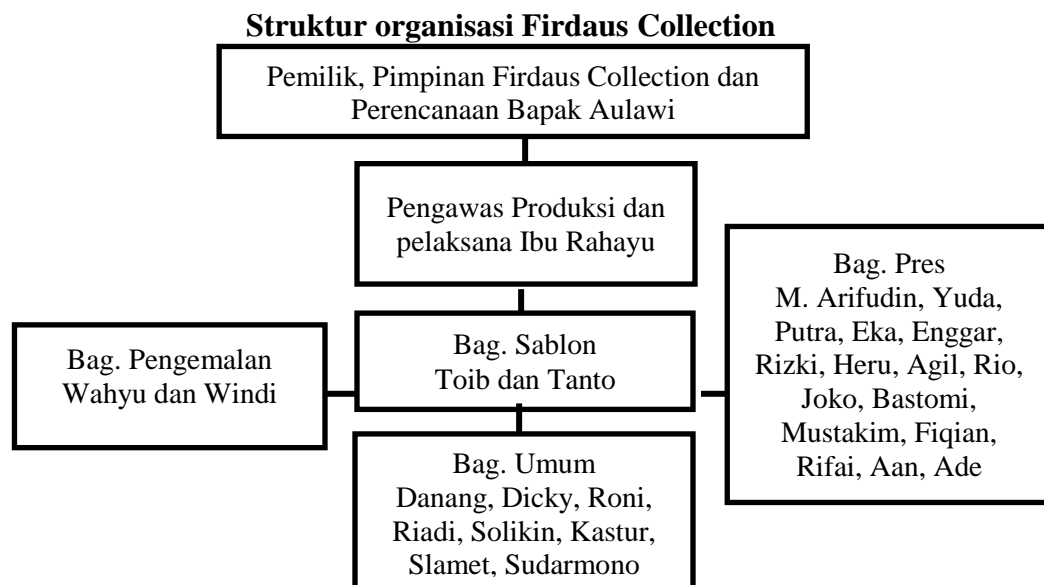 Struktur organisasi Firdaus Collection
Pemilik, Pimpinan Firdaus Collection dan
Perencanaan Bapak Aulawi
Pengawas Produksi dan
pelaksana Ibu Rahayu
Bag. Pengemalan
Wahyu dan Windi
Bag. Sablon
Toib dan Tanto
Bag. Pres
M. Arifudin, Yuda,
Putra, Eka, Enggar,
Rizki, Heru, Agil, Rio,
Joko, Bastomi,
Mustakim, Fiqian,
Rifai, Aan, Ade
Bag. Umum
Danang, Dicky, Roni,
Riadi, Solikin, Kastur,
Slamet, Sudarmono